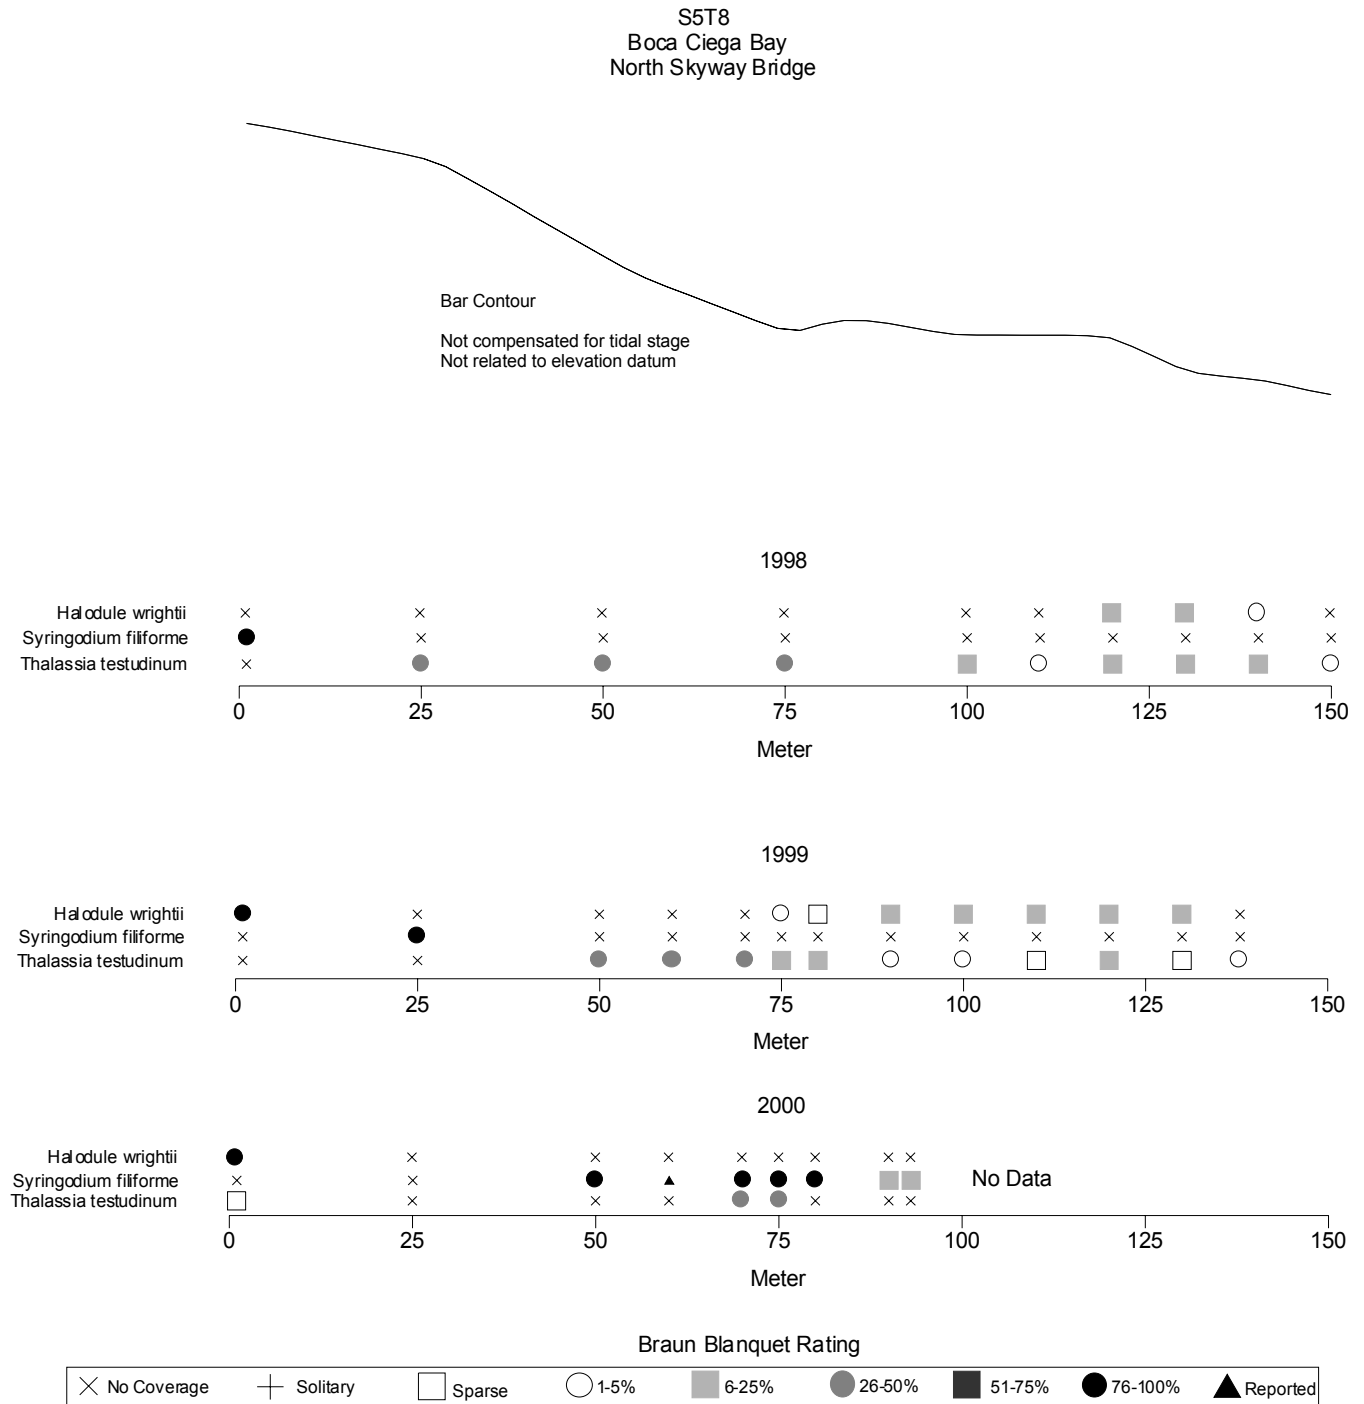 S5T8
Boca Ciega Bay
North Skyway Bridge
Bar Contour
Not compensated for tidal stage
Not related to elevation datum
1998
Halodule wrightii
Syringodium filiforme
Thalassia testudinum
0 25 50 75 100 125 150
Meter
1999
Halodule wrightii
Syringodium filiforme
Thalassia testudinum
0 25 50 75 100 125 150
Meter
2000
Halodule wrightii
Syringodium filiforme
No Data
Thalassia testudinum
0 25 50 75 100 125 150
Meter
Braun Blanquet Rating
No Coverage Solitary Sparse 1-5% 6-25% 26-50% 51-75% 76-100% Reported